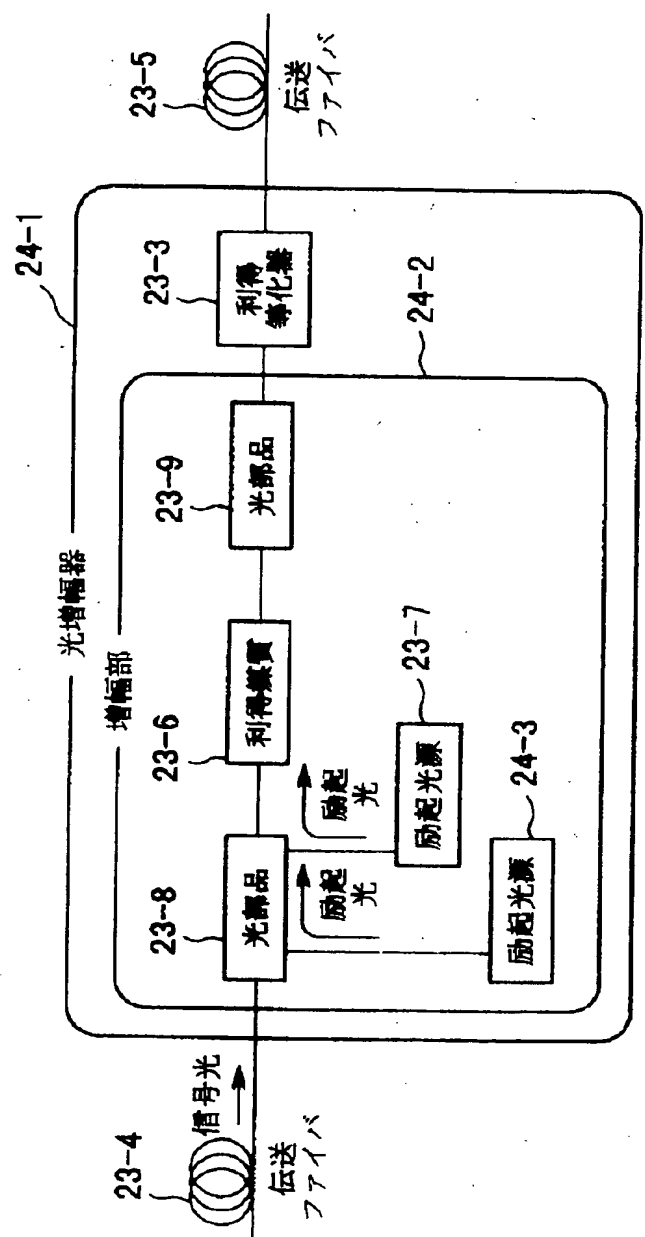 24-1
光増幅器
24-2
増幅部
23-4
信号光
伝送
ファイバ
23-8
光部品
励起
光
励起
光
23-6
利得媒質
23-9
光部品
23-3
利得
等化器
23-5
伝送
ファイバ
23-7
励起光源
24-3
励起光源